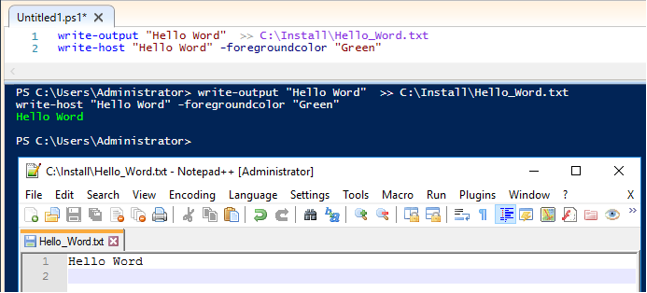 Untitled1.ps1* X
1 write-output "Hello Word"  >> C:\Install\Hello_Word.txt
2 write-host "Hello Word" -foregroundcolor "Green"
PS C:\Users\Administrator> write-output "Hello Word"  >> C:\Install\Hello_Word.txt
write-host "Hello Word" -foregroundcolor "Green"
Hello Word
PS C:\Users\Administrator>
C:\Install\Hello_Word.txt - Notepad++ [Administrator]
File Edit Search View Encoding Language Settings Tools Macro Run Plugins Window ? X
Hello_Word.txt
1 Hello Word
2